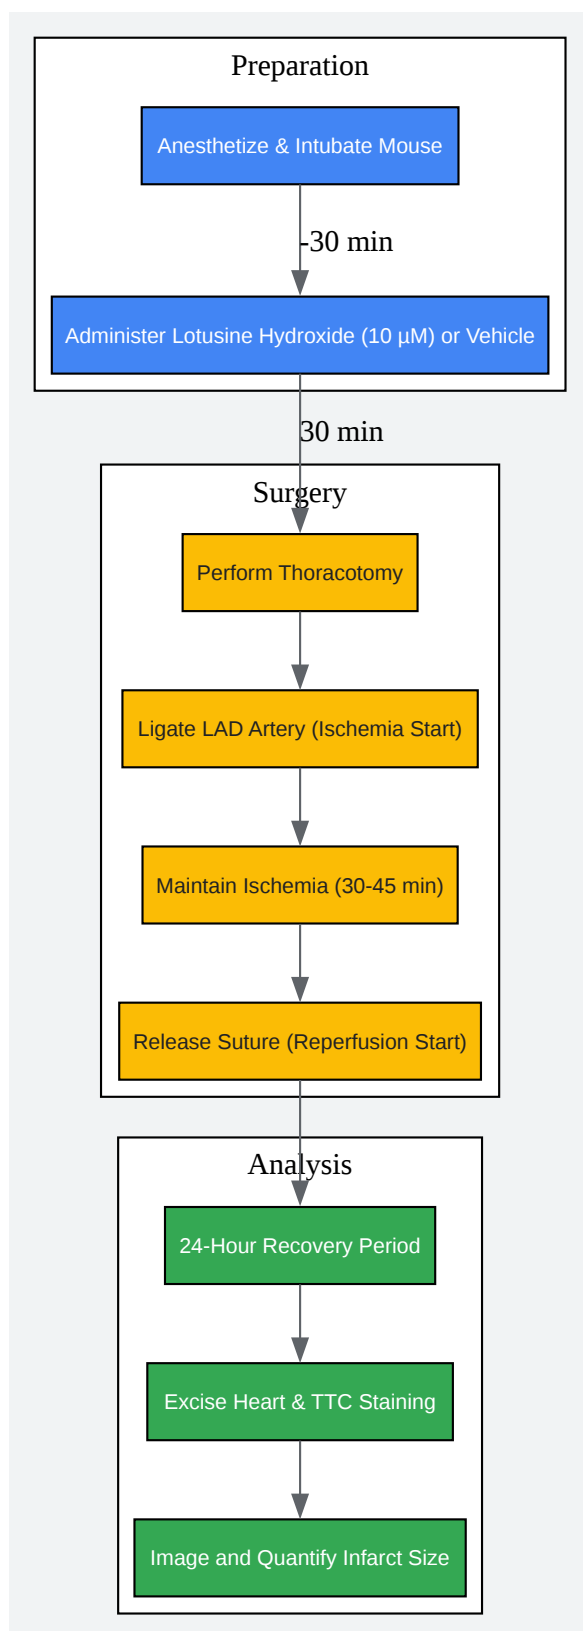 Preparation
Anesthetize & Intubate Mouse
-30 min
Administer Lotusine Hydroxide (10 µM) or Vehicle
30 min
Surgery
Perform Thoracotomy
Ligate LAD Artery (Ischemia Start)
Maintain Ischemia (30-45 min)
Release Suture (Reperfusion Start)
Analysis
24-Hour Recovery Period
Excise Heart & TTC Staining
Image and Quantify Infarct Size